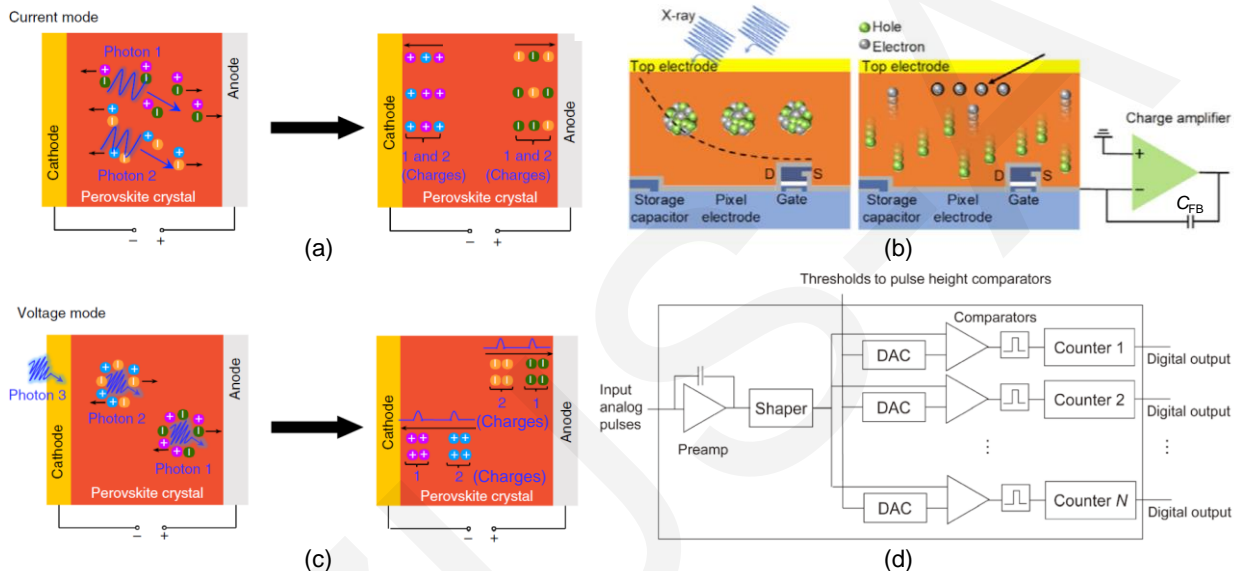 Current mode
Photon 1
Photon 2
Cathode
Anode
Perovskite crystal
− +
Cathode
Anode
1 and 2
(Charges)
1 and 2
(Charges)
Perovskite crystal
− +
(a)
X-ray
Top electrode
D S
Storage capacitor
Pixel electrode
Gate
Hole
Electron
Top electrode
D S
Storage capacitor
Pixel electrode
Gate
Charge amplifier
+
−
CFB
(b)
Voltage mode
Photon 3
Photon 2
Photon 1
Cathode
Anode
Perovskite crystal
− +
Cathode
Anode
2 1
(Charges)
1 2 (Charges)
Perovskite crystal
− +
(c)
Thresholds to pulse height comparators
Comparators
Input
analog
pulses
Preamp
Shaper
DAC
Counter 1
Digital output
DAC
Counter 2
Digital output
⋮ ⋮
DAC
Counter N
Digital output
(d)